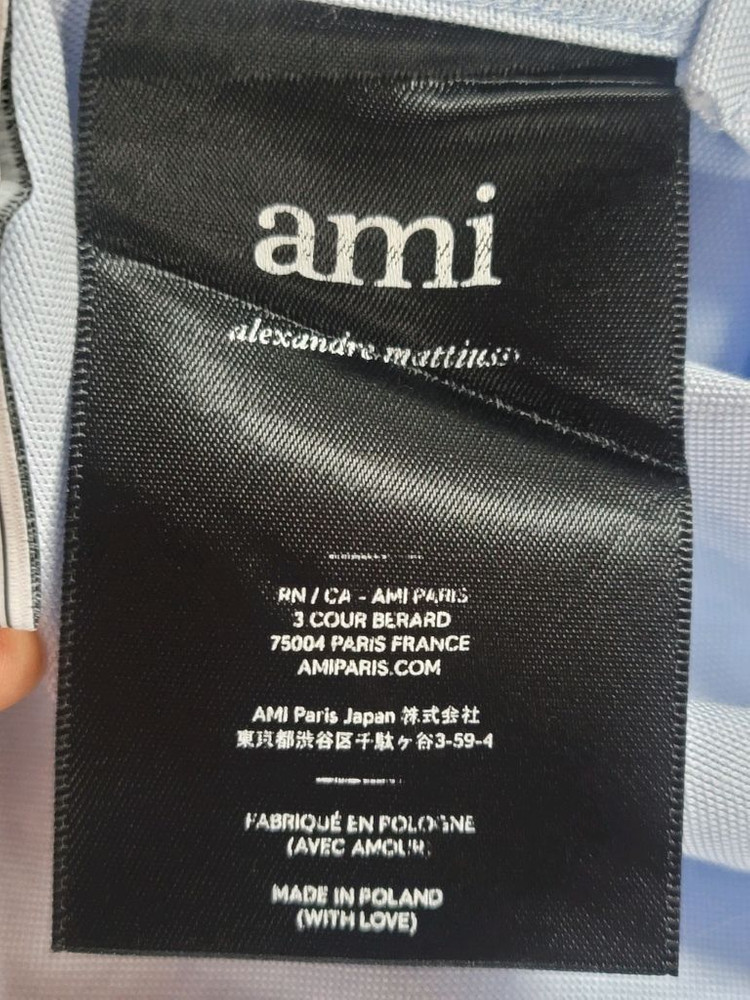 ami
alexandre mattiussi
RN / CA - AMI PARIS
3 COUR BERARD
75004 PARIS FRANCE
AMIPARIS.COM
AMI Paris Japan 株式会社
東京都渋谷区千駄ヶ谷3-59-4
FABRIQUÉ EN POLOGNE
(AVEC AMOUR)
MADE IN POLAND
(WITH LOVE)